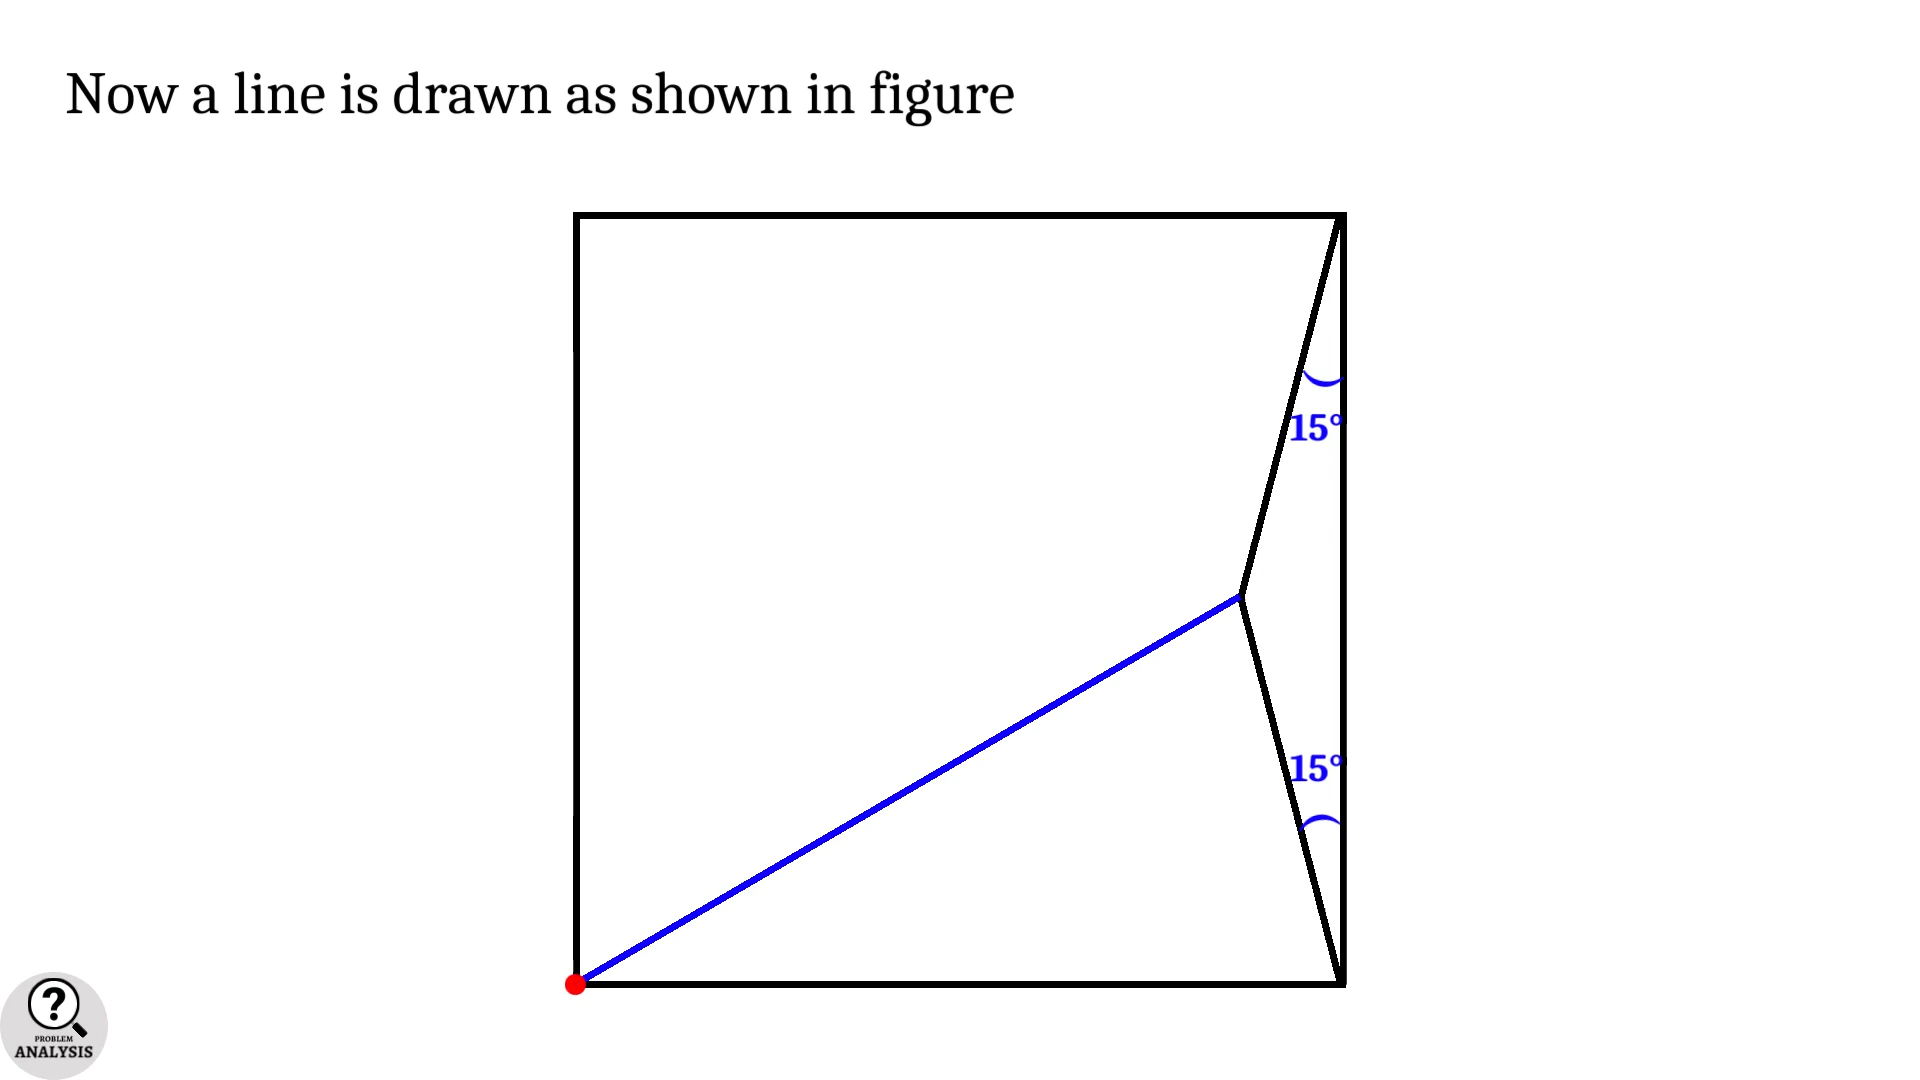 Now a line is drawn as shown in figure
15°
15°
?
PROBLEM
ANALYSIS